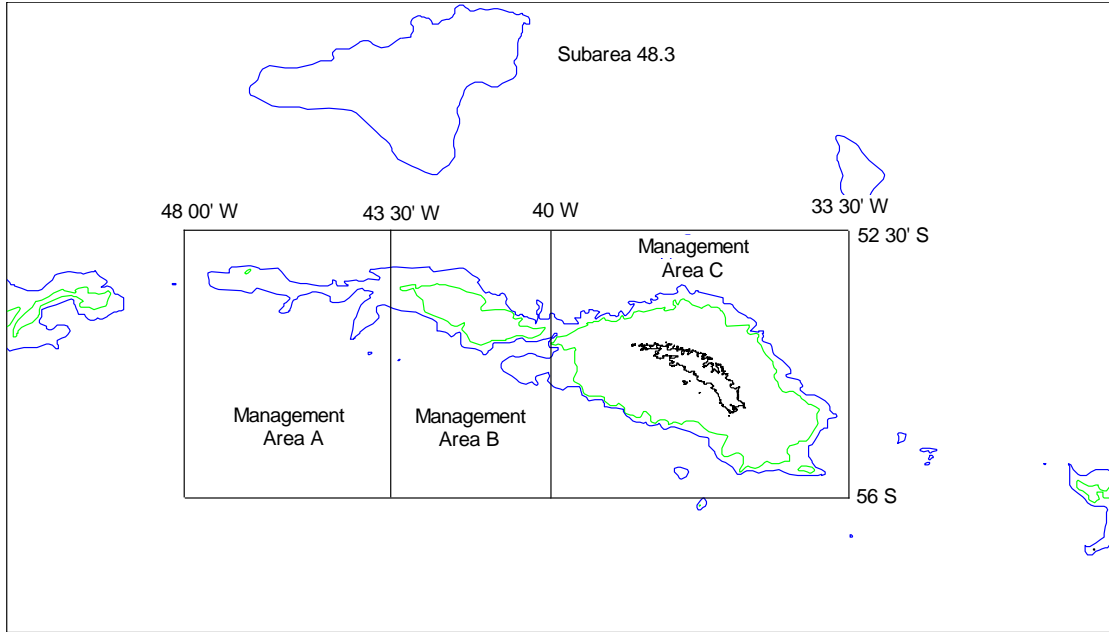 Subarea 48.3
48 00' W
43 30' W
40 W
33 30' W
52 30' S
Management
Area C
Management
Area A
Management
Area B
56 S